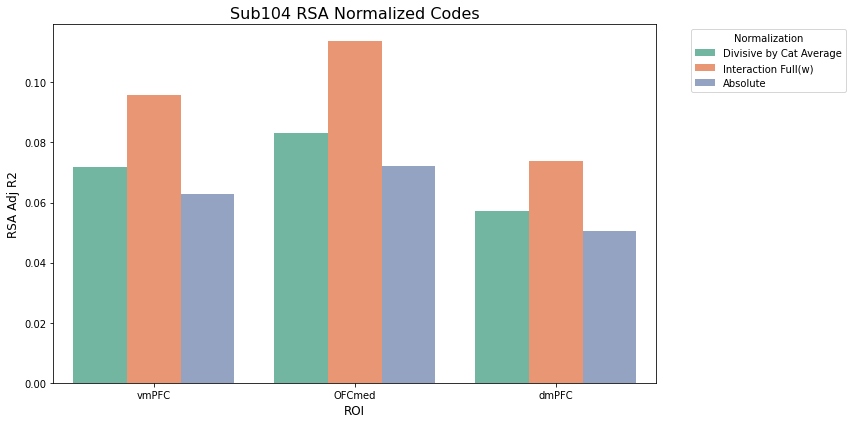 Sub104 RSA Normalized Codes
Normalization
Divisive by Cat Average
Interaction Full(w)
Absolute
RSA Adj R2
0.10
0.08
0.06
0.04
0.02
0.00
vmPFC OFCmed dmPFC
ROI